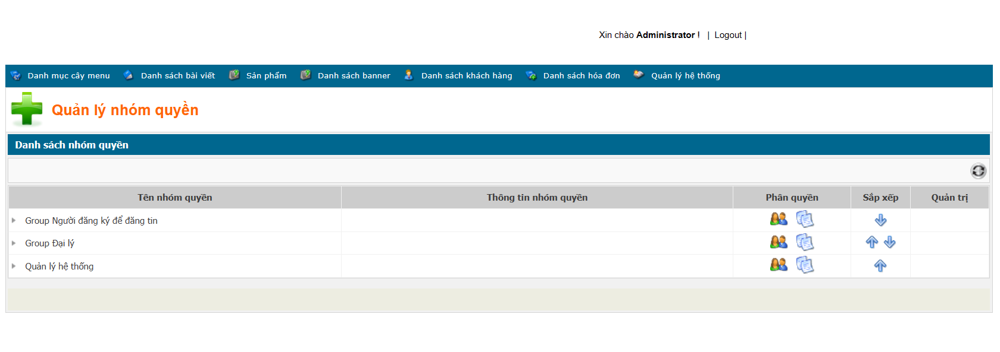 Xin chào Administrator ! | Logout |
Danh mục cây menu Danh sách bài viết Sản phẩm Danh sách banner Danh sách khách hàng Danh sách hóa đơn Quản lý hệ thống
Quản lý nhóm quyền
Danh sách nhóm quyền
Tên nhóm quyền Thông tin nhóm quyền Phân quyền Sắp xếp Quản trị
Group Người đăng ký để đăng tin
Group Đại lý
Quản lý hệ thống